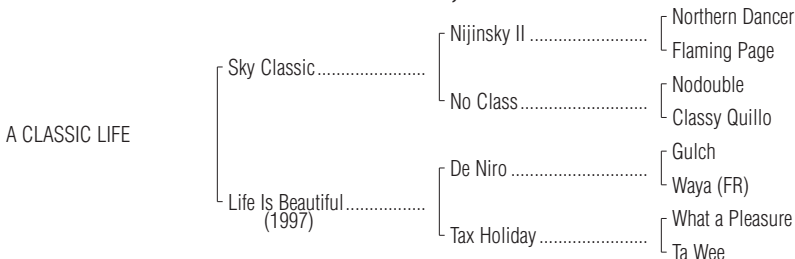 Northern Dancer
Nijinsky II ............................
Flaming Page
Sky Classic.......................
Nodouble
No Class..............................
Classy Quillo
A CLASSIC LIFE
Gulch
De Niro ................................
Waya (FR)
Life Is Beautiful.................
(1997)
What a Pleasure
Tax Holiday .........................
Ta Wee